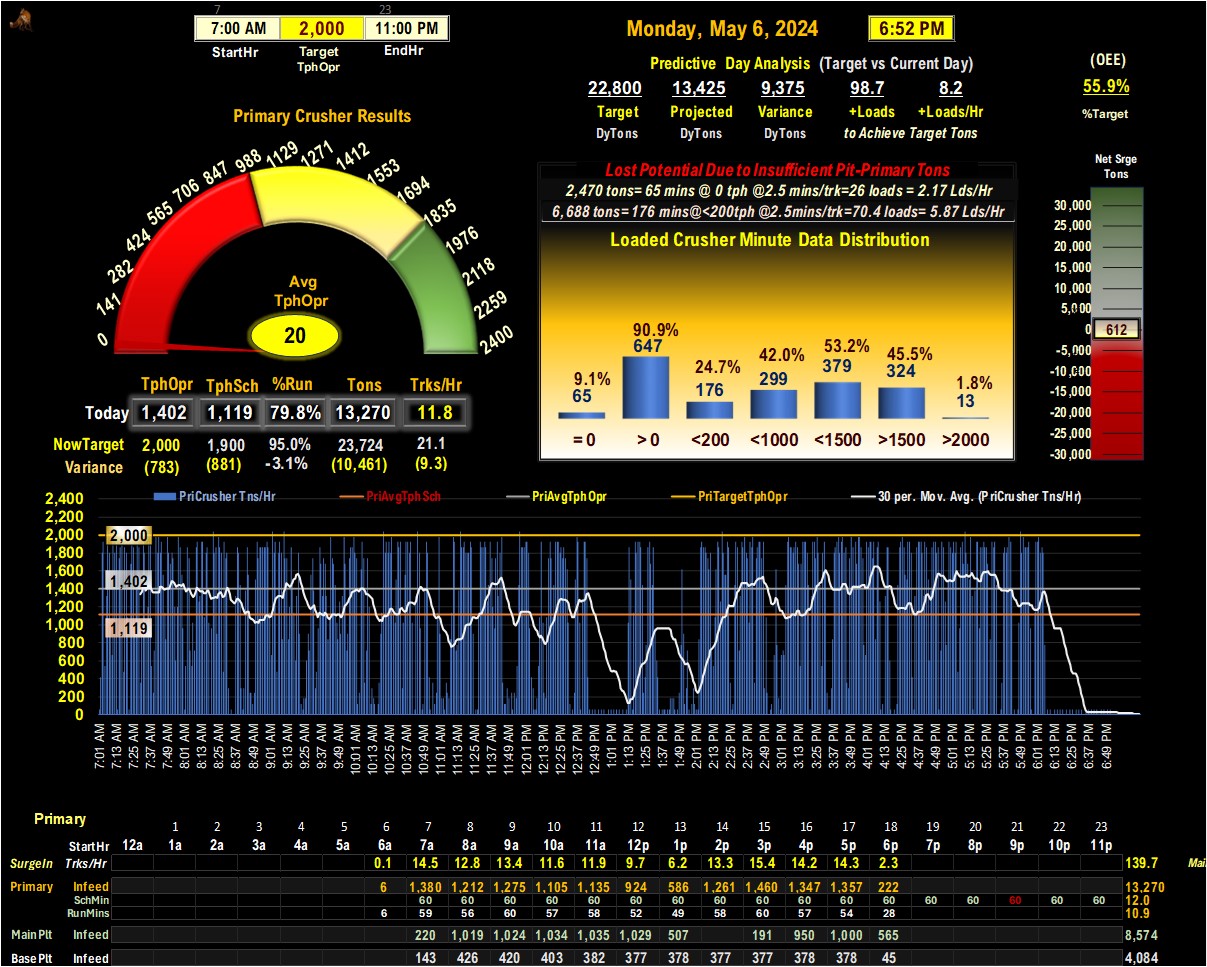 7 23
7:00 AM 2,000 11:00 PM
StartHr Target TphOpr EndHr
Monday, May 6, 2024 6:52 PM
Predictive Day Analysis (Target vs Current Day)
22,800 13,425 9,375 98.7 8.2
Target Projected Variance +Loads +Loads/Hr
DyTons DyTons DyTons to Achieve Target Tons
(OEE)
55.9%
%Target
Primary Crusher Results
0 141 282 424 565 706 847 988 1129 1271 1412 1553 1694 1835 1976 2118 2259 2400
Avg
TphOpr
20
TphOpr TphSch %Run Tons Trks/Hr
Today 1,402 1,119 79.8% 13,270 11.8
NowTarget 2,000 1,900 95.0% 23,724 21.1
Variance (783) (881) -3.1% (10,461) (9.3)
Lost Potential Due to Insufficient Pit-Primary Tons
2,470 tons= 65 mins @ 0 tph @2.5 mins/trk=26 loads = 2.17 Lds/Hr
6,688 tons= 176 mins@<200tph @2.5mins/trk=70.4 loads= 5.87 Lds/Hr
Loaded Crusher Minute Data Distribution
9.1% 90.9% 24.7% 42.0% 53.2% 45.5% 1.8%
65 647 176 299 379 324 13
= 0 > 0 <200 <1000 <1500 >1500 >2000
Net Srge
Tons
30,000
25,000
20,000
15,000
10,000
5,000
0 612
-5,000
-10,000
-15,000
-20,000
-25,000
-30,000
PriCrusher Tns/Hr PriAvgTphSch PriAvgTphOpr PriTargetTphOpr 30 per. Mov. Avg. (PriCrusher Tns/Hr)
2,400
2,200
2,000 2,000
1,800
1,600
1,400 1,402
1,200
1,000 1,119
800
600
400
200
0
7:01 AM 7:13 AM 7:25 AM 7:37 AM 7:49 AM 8:01 AM 8:13 AM 8:25 AM 8:37 AM 8:49 AM 9:01 AM 9:13 AM 9:25 AM 9:37 AM 9:49 AM 10:01 AM 10:13 AM 10:25 AM 10:37 AM 10:49 AM 11:01 AM 11:13 AM 11:25 AM 11:37 AM 11:49 AM 12:01 PM 12:13 PM 12:25 PM 12:37 PM 12:49 PM 1:01 PM 1:13 PM 1:25 PM 1:37 PM 1:49 PM 2:01 PM 2:13 PM 2:25 PM 2:37 PM 2:49 PM 3:01 PM 3:13 PM 3:25 PM 3:37 PM 3:49 PM 4:01 PM 4:13 PM 4:25 PM 4:37 PM 4:49 PM 5:01 PM 5:13 PM 5:25 PM 5:37 PM 5:49 PM 6:01 PM 6:13 PM 6:25 PM 6:37 PM 6:49 PM
Primary
1 2 3 4 5 6 7 8 9 10 11 12 13 14 15 16 17 18 19 20 21 22 23
StartHr 12a 1a 2a 3a 4a 5a 6a 7a 8a 9a 10a 11a 12p 1p 2p 3p 4p 5p 6p 7p 8p 9p 10p 11p
SurgeIn Trks/Hr 0.1 14.5 12.8 13.4 11.6 11.9 9.7 6.2 13.3 15.4 14.2 14.3 2.3 139.7
Primary Infeed 6 1,380 1,212 1,275 1,105 1,135 924 586 1,261 1,460 1,347 1,357 222 13,270
SchMin 60 60 60 60 60 60 60 60 60 60 60 60 60 60 60 60 60 12.0
RunMins 6 59 56 60 57 58 52 49 58 60 57 54 28 10.9
MainPlt Infeed 220 1,019 1,024 1,034 1,035 1,029 507 191 950 1,000 565 8,574
BasePlt Infeed 143 426 420 403 382 377 378 377 377 378 378 45 4,084